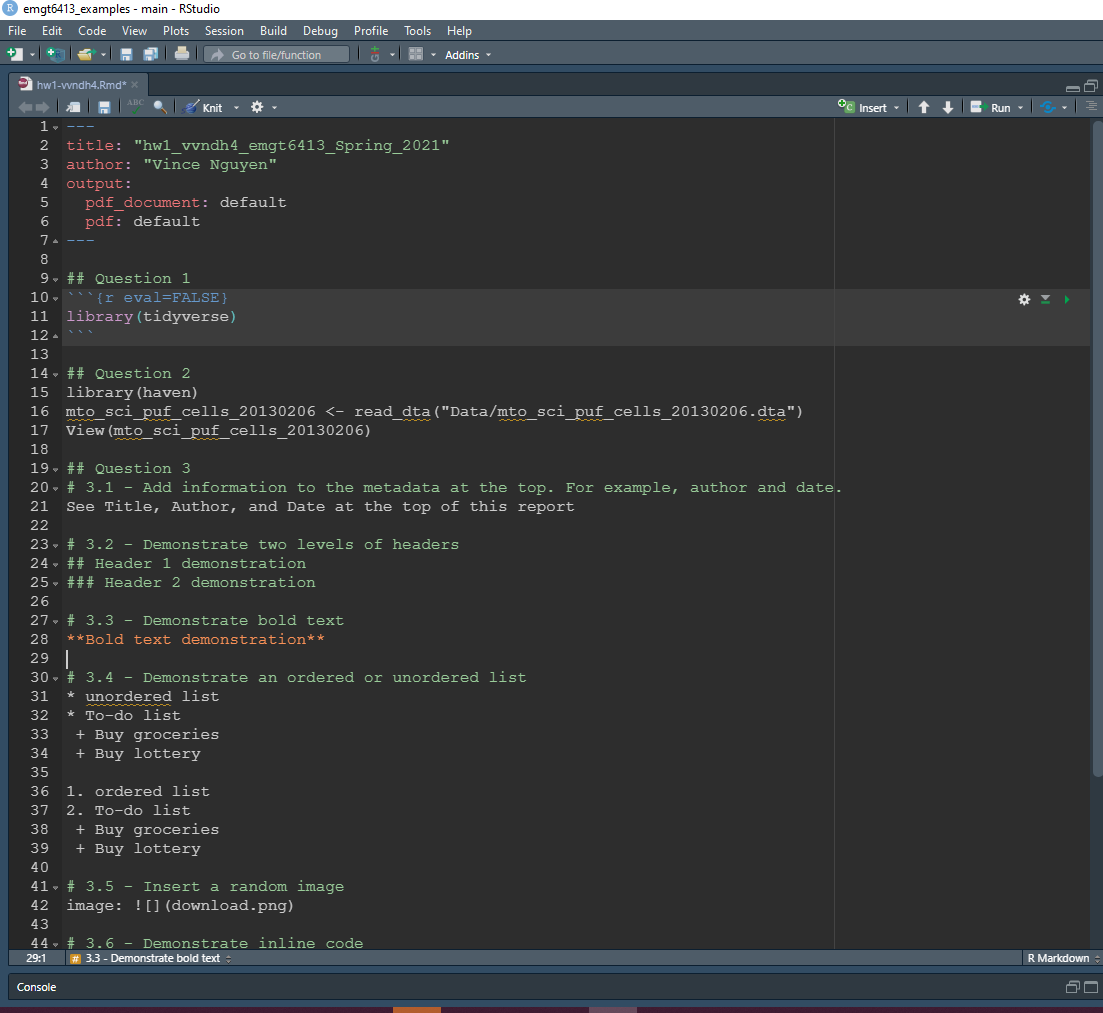 R emgt6413_examples - main - RStudio
File Edit Code View Plots Session Build Debug Profile Tools Help
Go to file/function Addins
hw1-vvndh4.Rmd* ×
ABC Knit Insert Run
1 ---
2 title: "hw1_vvndh4_emgt6413_Spring_2021"
3 author: "Vince Nguyen"
4 output:
5 pdf_document: default
6 pdf: default
7 ---
8
9 ## Question 1
10 ```{r eval=FALSE}
11 library(tidyverse)
12 ```
13
14 ## Question 2
15 library(haven)
16 mto_sci_puf_cells_20130206 <- read_dta("Data/mto_sci_puf_cells_20130206.dta")
17 View(mto_sci_puf_cells_20130206)
18
19 ## Question 3
20 # 3.1 - Add information to the metadata at the top. For example, author and date.
21 See Title, Author, and Date at the top of this report
22
23 # 3.2 - Demonstrate two levels of headers
24 ## Header 1 demonstration
25 ### Header 2 demonstration
26
27 # 3.3 - Demonstrate bold text
28 **Bold text demonstration**
29
30 # 3.4 - Demonstrate an ordered or unordered list
31 * unordered list
32 * To-do list
33 + Buy groceries
34 + Buy lottery
35
36 1. ordered list
37 2. To-do list
38 + Buy groceries
39 + Buy lottery
40
41 # 3.5 - Insert a random image
42 image: ![](download.png)
43
44 # 3.6 - Demonstrate inline code
29:1 # 3.3 - Demonstrate bold text R Markdown
Console